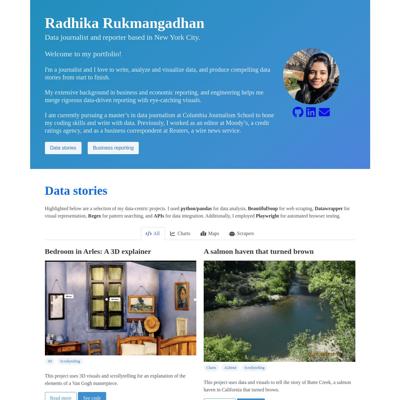 Radhika Rukmangadhan
Data journalist and reporter based in New York City.
Welcome to my portfolio!
I'm a journalist and I love to write, analyze and visualize data, and produce compelling data
stories from start to finish.
My extensive background in business and economic reporting, and engineering helps me
merge rigorous data-driven reporting with eye-catching visuals.
I am currently pursuing a master's in data journalism at Columbia Journalism School to hone
my coding skills and write with data. Previously, I worked as an editor at Moody's, a credit
ratings agency, and as a business correspondent at Reuters, a wire news service.
Data stories Business reporting
Data stories
Highlighted below are a selection of my data-centric projects. I used python/pandas for data analysis, BeautifulSoup for web scraping, Datawrapper for
visual representation, Regex for pattern searching, and APIs for data integration. Additionally, I employed Playwright for automated browser testing.
</> All Charts Maps Scrapers
Bedroom in Arles: A 3D explainer
A salmon haven that turned brown
3D Scrollytelling
This project uses 3D visuals and scrollytelling for an explanation of the
elements of a Van Gogh masterpiece.
Read more See code
Charts Scrollytelling
This project uses data and visuals to tell the story of Butte Creek, a salmon
haven in California that turned brown.